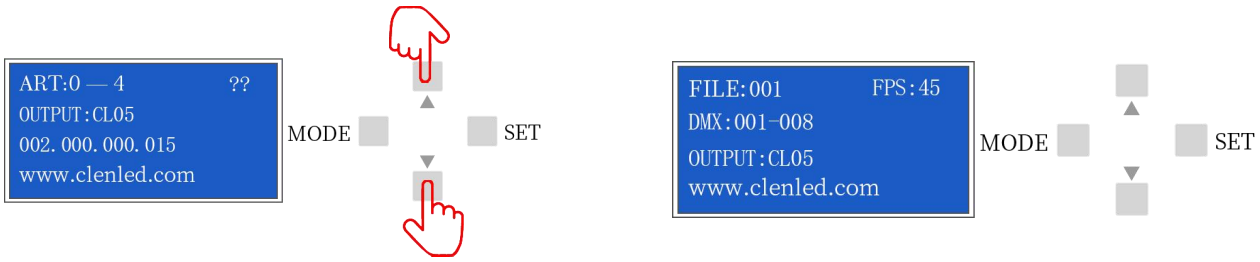 ART:0 — 4 ??
OUTPUT:CL05
002.000.000.015
www.clenled.com
MODE
SET
FILE:001 FPS:45
DMX:001-008
OUTPUT:CL05
www.clenled.com
MODE
SET